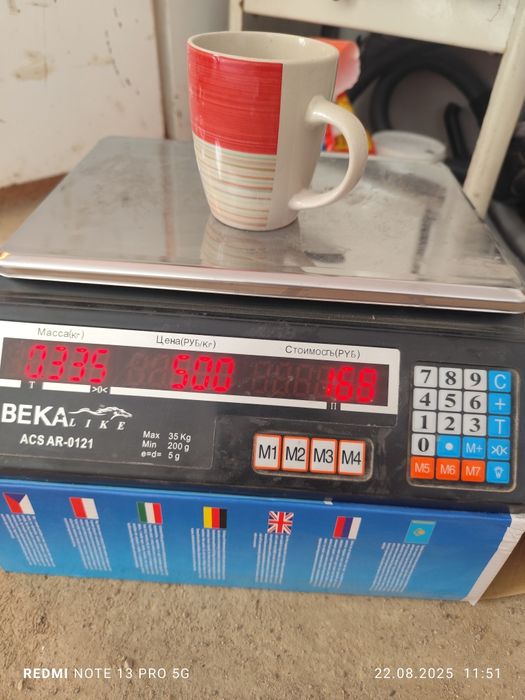 Масса(кг) Цена(РУБ/кг) Стоимость(РУБ)
0.335 500 168
T >0< П
BEKA
LIKE
ACS AR-0121
Max 35 Kg
Min 200 g
e=d= 5 g
M1 M2 M3 M4
7 8 9 C
4 5 6 +
1 2 3 T
0 • M+ >0<
M5 M6 M7
REDMI NOTE 13 PRO 5G
22.08.2025 11:51